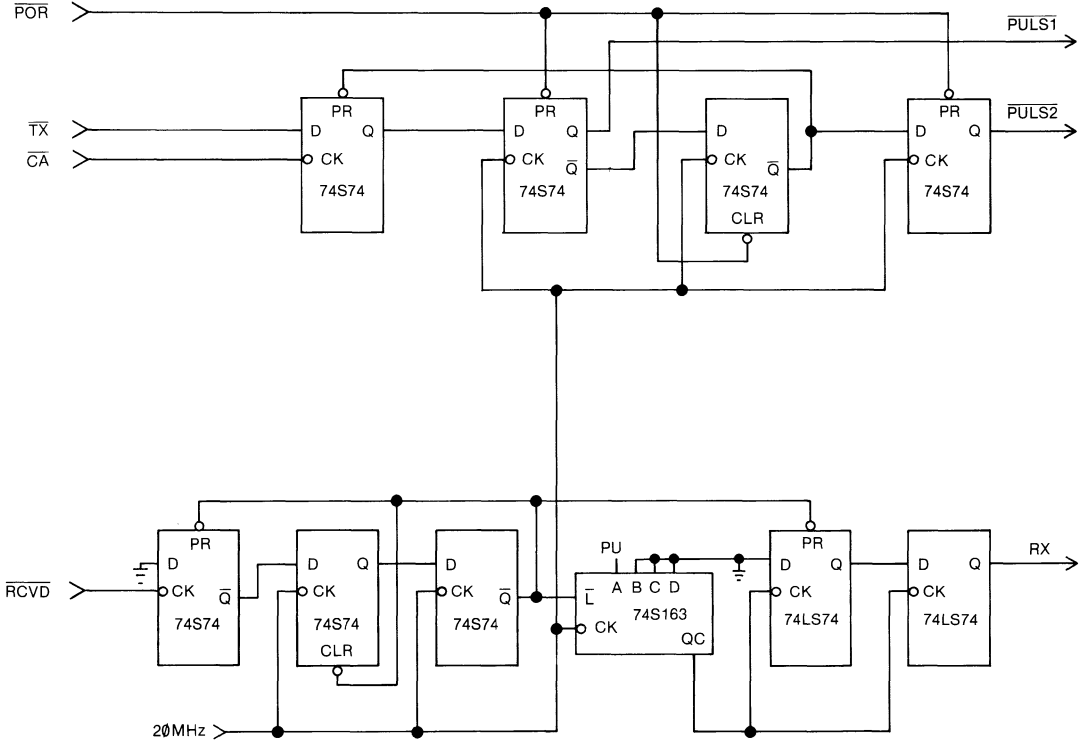 POR
PULS1
PR PR PR
TX D Q D Q D D Q PULS2
CA CK CK Q CK Q CK
74S74 74S74 74S74 74S74
CLR
PR PU PR RX
D D Q D A B C D D Q D Q
RCVD CK Q CK CK Q L CK CK
74S74 74S74 74S74 CK 74S163 74LS74 74LS74
CLR QC
20MHz